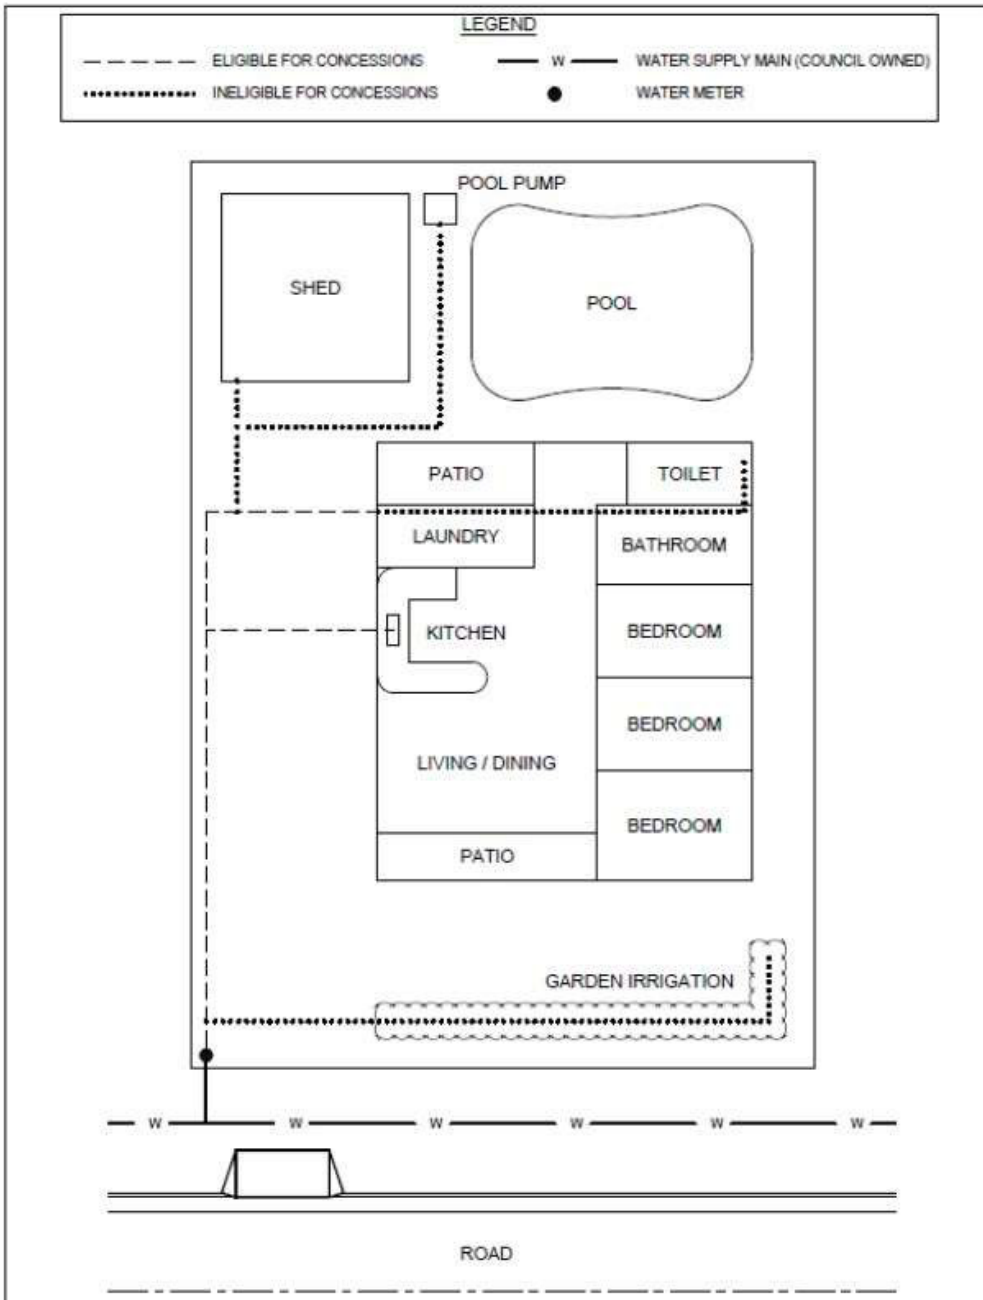 LEGEND
ELIGIBLE FOR CONCESSIONS
W
WATER SUPPLY MAIN (COUNCIL OWNED)
INELIGIBLE FOR CONCESSIONS
WATER METER
POOL PUMP
SHED
POOL
PATIO
TOILET
LAUNDRY
BATHROOM
KITCHEN
BEDROOM
BEDROOM
LIVING / DINING
BEDROOM
PATIO
GARDEN IRRIGATION
W W W W W W
ROAD